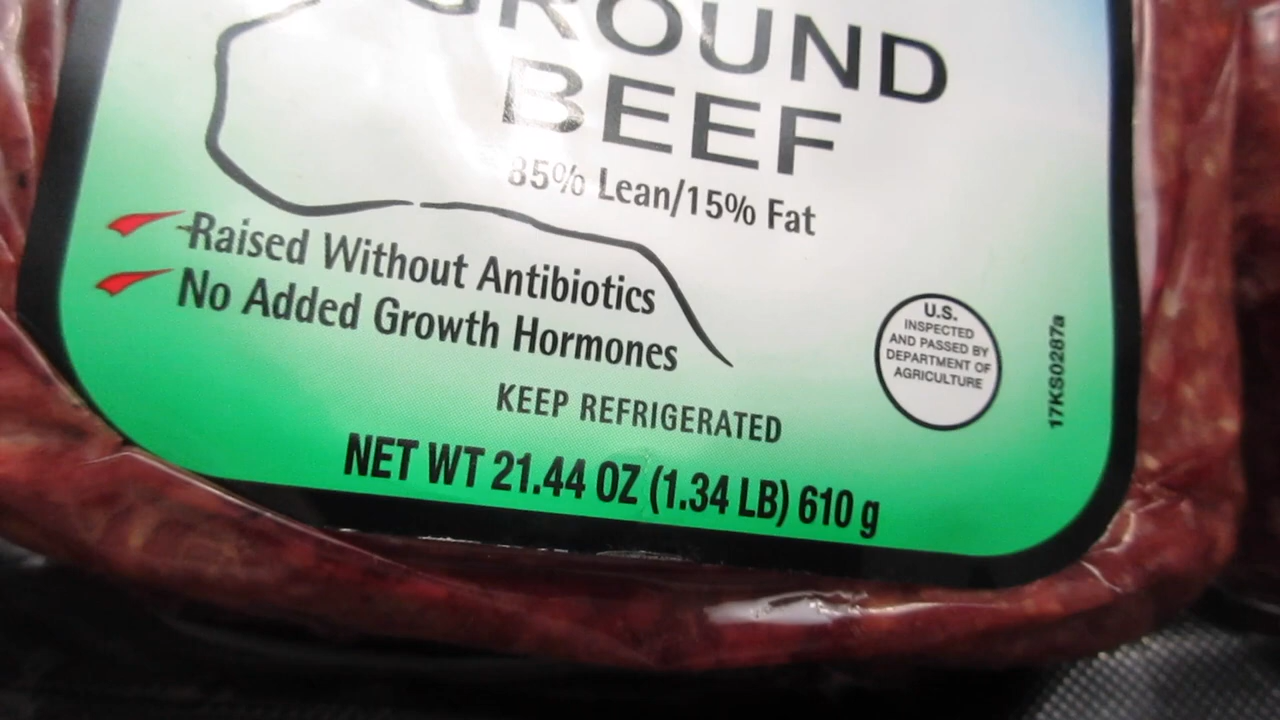 GROUND
BEEF
85% Lean/15% Fat
Raised Without Antibiotics
No Added Growth Hormones
U.S.
INSPECTED
AND PASSED BY
DEPARTMENT OF
AGRICULTURE
17KS0287a
KEEP REFRIGERATED
NET WT 21.44 OZ (1.34 LB) 610 g